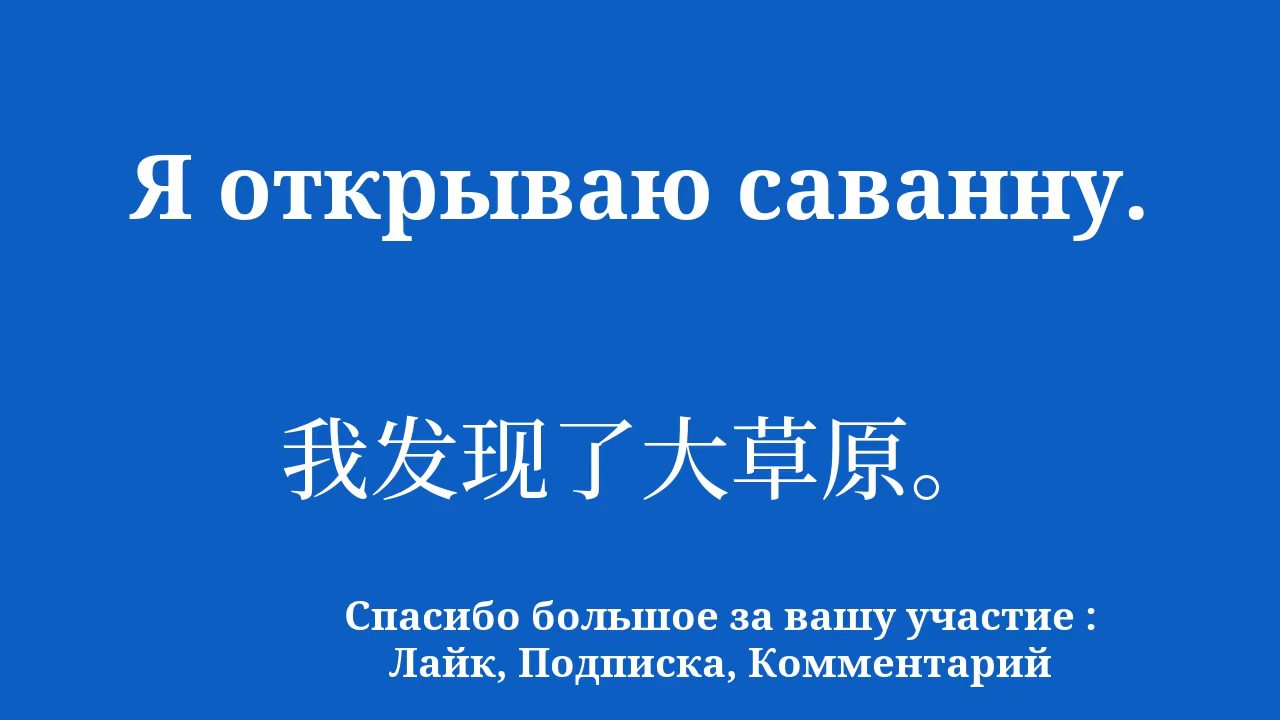 Я открываю саванну.
我发现了大草原。
Спасибо большое за вашу участие :
Лайк, Подписка, Комментарий